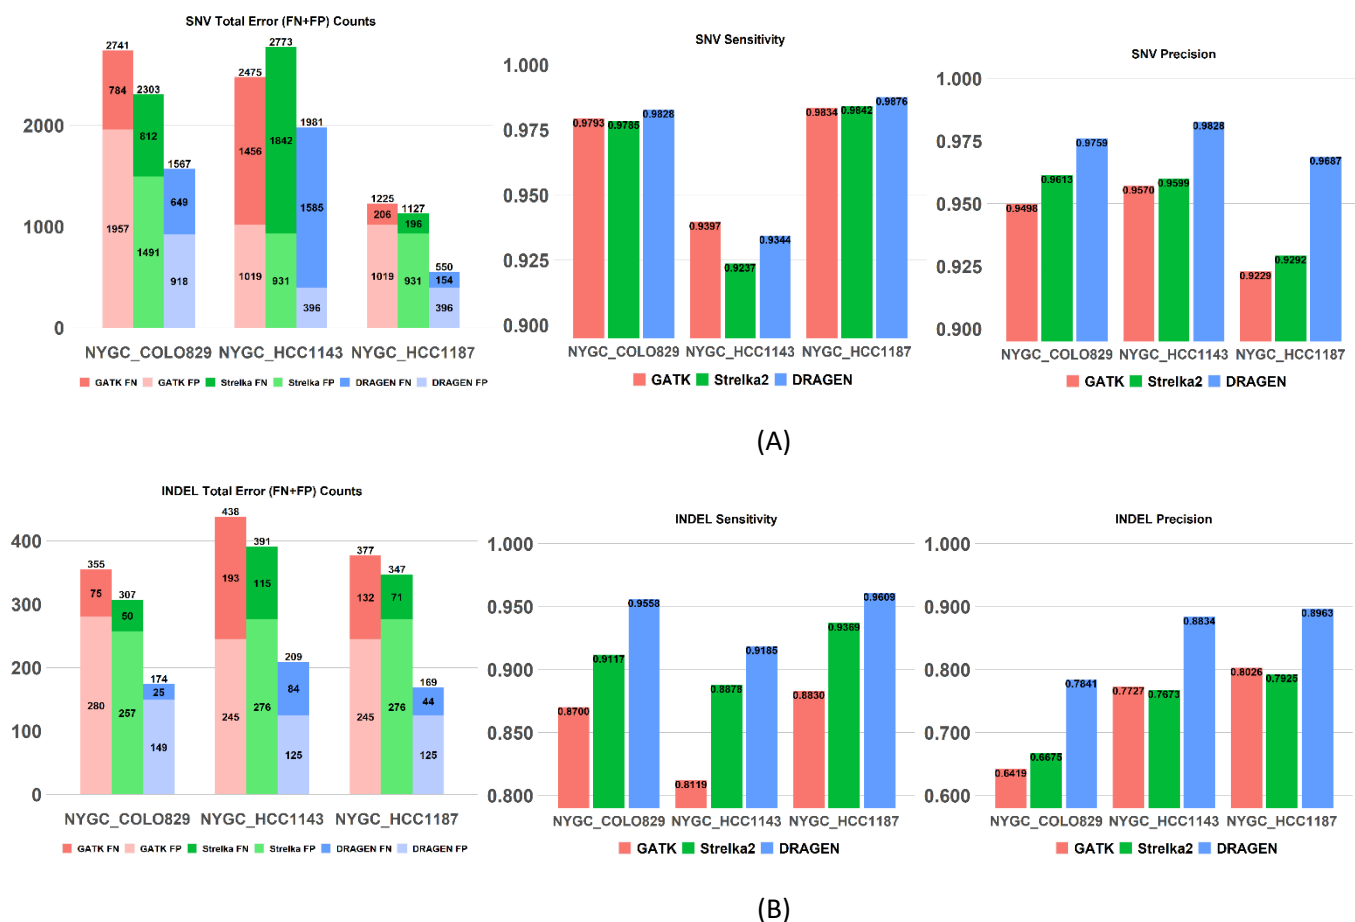 SNV Total Error (FN+FP) Counts
2741
784
1957
2303
812
1491
1567
649
918
2475
1456
1019
2773
1842
931
1981
1585
396
1225
206
1019
1127
196
931
550
154
396
2000
1000
0
NYGC_COLO829 NYGC_HCC1143 NYGC_HCC1187
GATK FN GATK FP Strelka FN Strelka FP DRAGEN FN DRAGEN FP
SNV Sensitivity
1.000
0.975
0.950
0.925
0.900
0.9793 0.9785 0.9828
0.9397 0.9237 0.9344
0.9834 0.9842 0.9876
NYGC_COLO829 NYGC_HCC1143 NYGC_HCC1187
GATK Strelka2 DRAGEN
SNV Precision
1.000
0.975
0.950
0.925
0.900
0.9498 0.9613 0.9759
0.9570 0.9599 0.9828
0.9229 0.9292 0.9687
NYGC_COLO829 NYGC_HCC1143 NYGC_HCC1187
GATK Strelka2 DRAGEN
(A)
INDEL Total Error (FN+FP) Counts
400
300
200
100
0
355
75
280
307
50
257
174
25
149
438
193
245
391
115
276
209
84
125
377
132
245
347
71
276
169
44
125
NYGC_COLO829 NYGC_HCC1143 NYGC_HCC1187
GATK FN GATK FP Strelka FN Strelka FP DRAGEN FN DRAGEN FP
INDEL Sensitivity
1.000
0.950
0.900
0.850
0.800
0.8700 0.9117 0.9558
0.8119 0.8878 0.9185
0.8830 0.9369 0.9609
NYGC_COLO829 NYGC_HCC1143 NYGC_HCC1187
GATK Strelka2 DRAGEN
INDEL Precision
1.000
0.900
0.800
0.700
0.600
0.6419 0.6675 0.7841
0.7727 0.7673 0.8834
0.8026 0.7925 0.8963
NYGC_COLO829 NYGC_HCC1143 NYGC_HCC1187
GATK Strelka2 DRAGEN
(B)